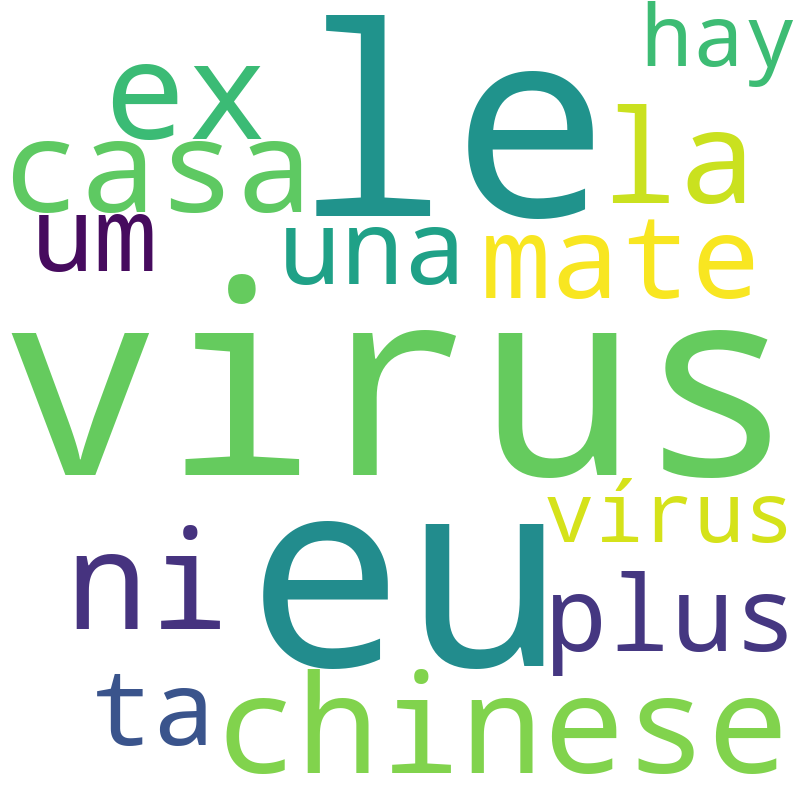 hay
le
ex
la
casa
um
una
mate
virus
vírus
ni
eu
plus
ta
chinese